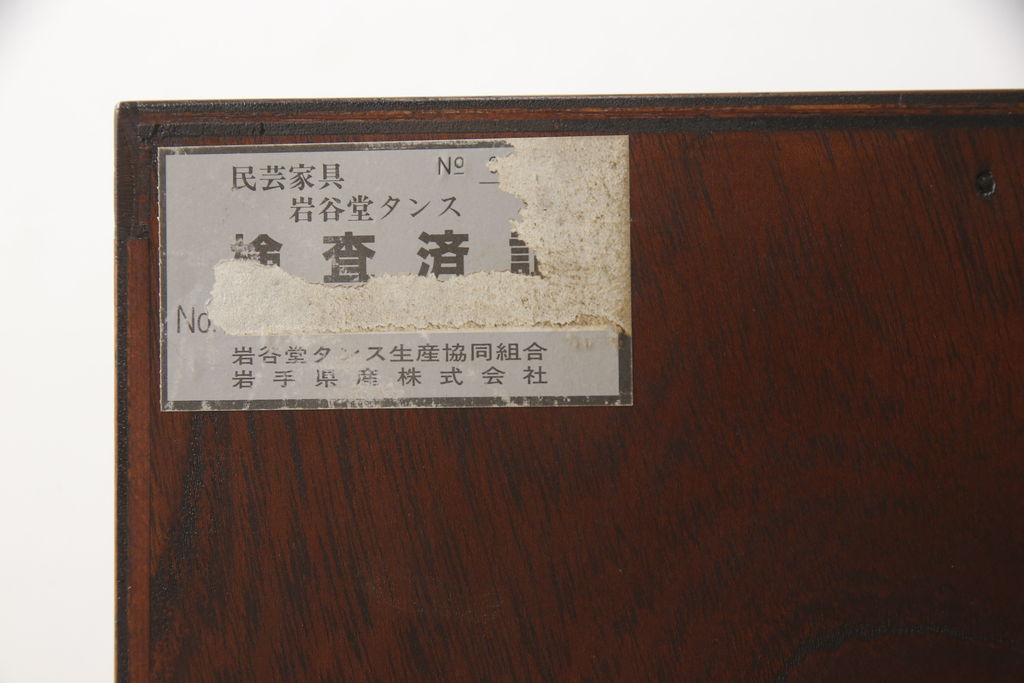 民芸家具 №
岩谷堂タンス
検査済
No.
岩谷堂タンス生産協同組合
岩手県産株式会社